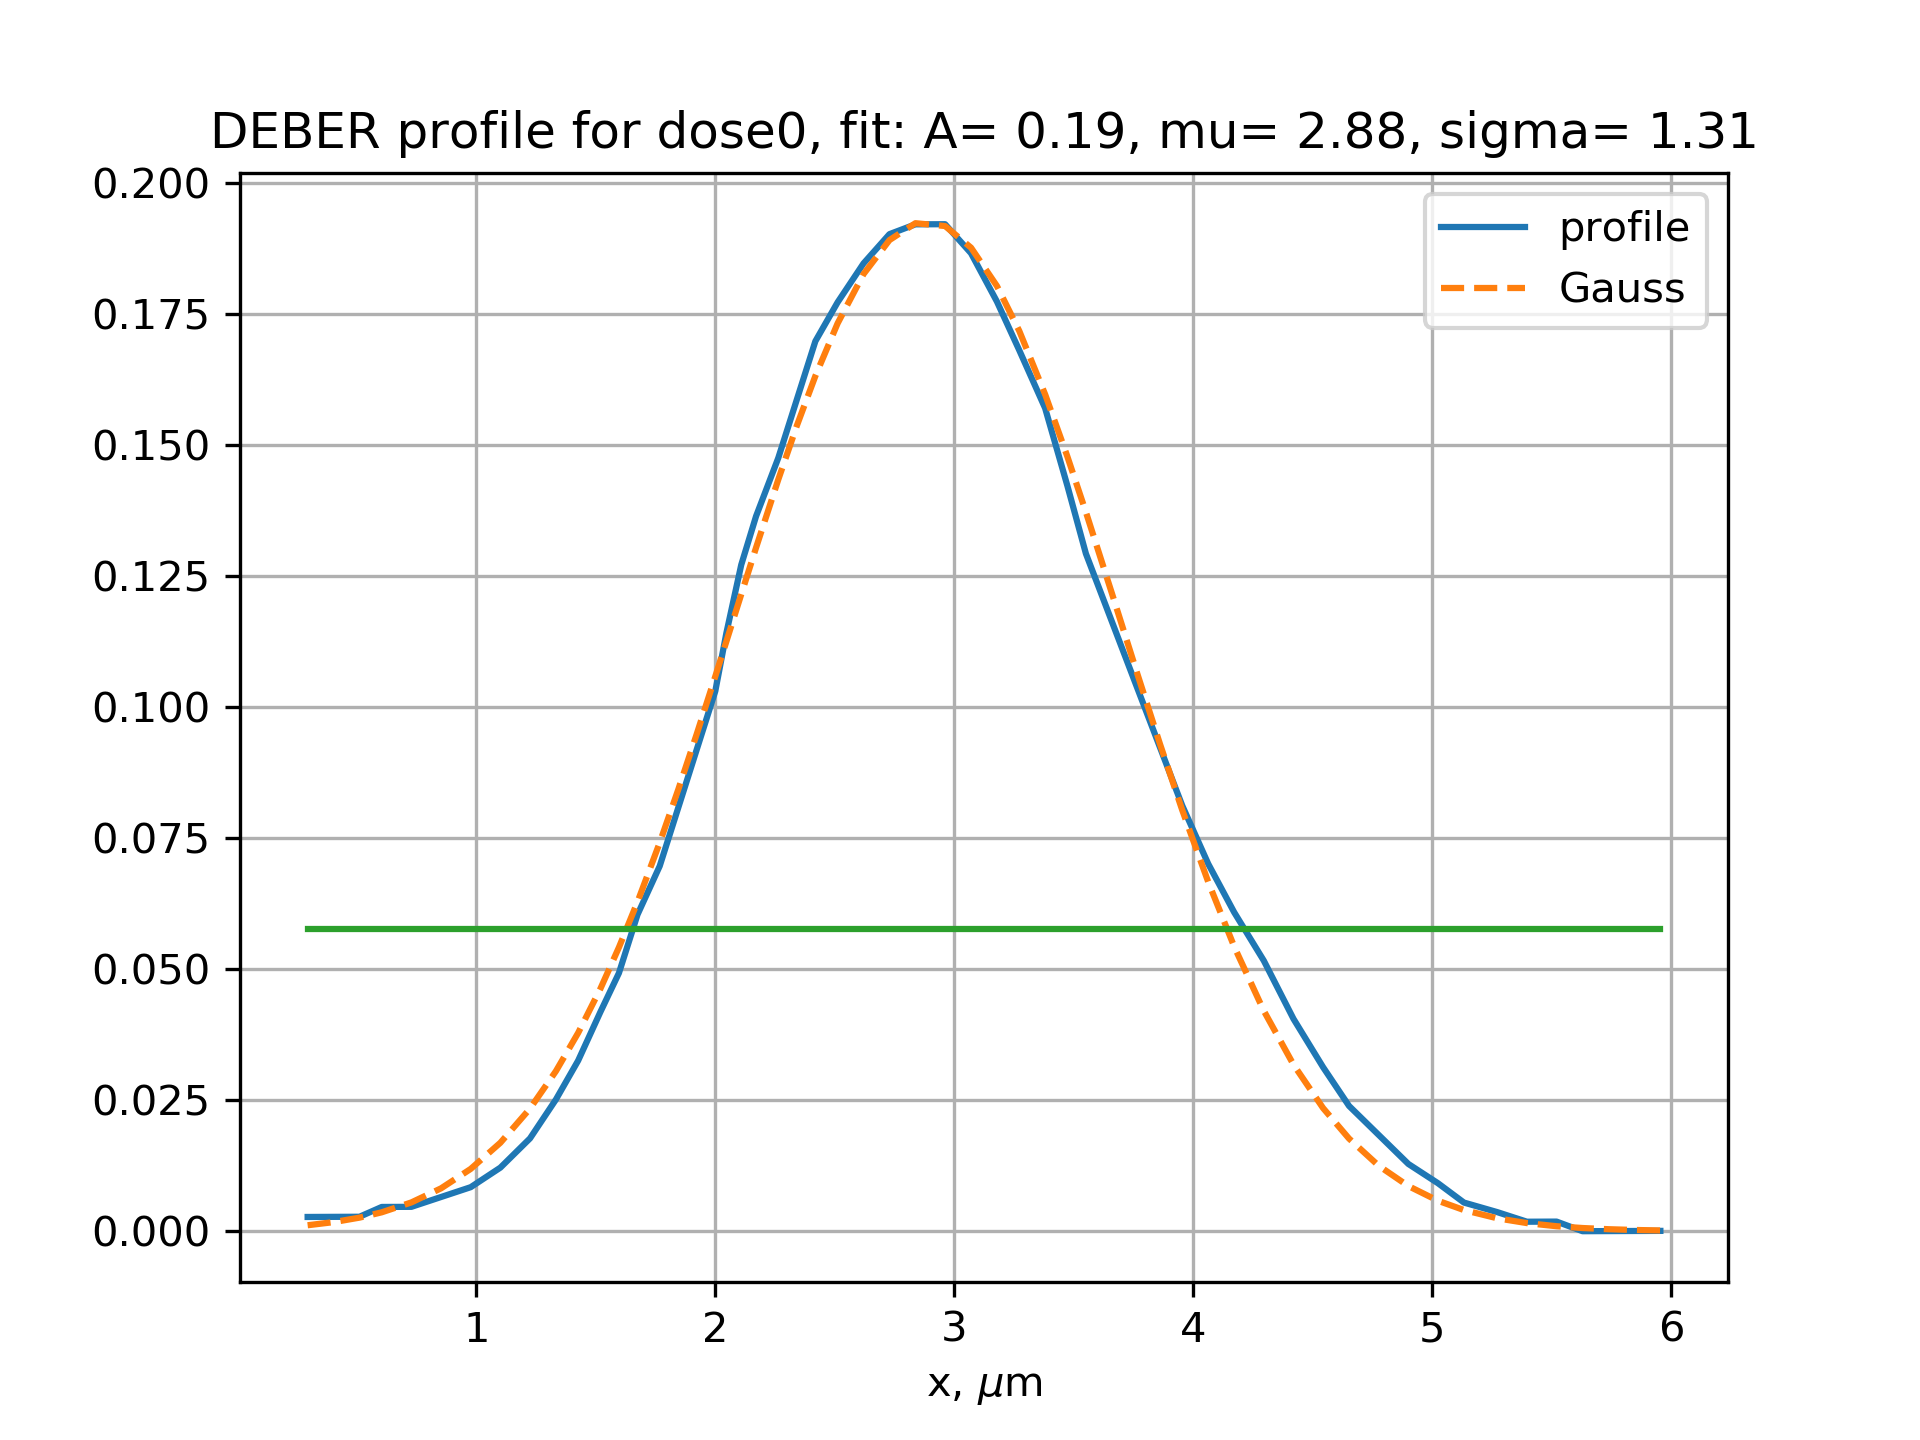 DEBER profile for dose0, fit: A= 0.19, mu= 2.88, sigma= 1.31
0.200
0.175
0.150
0.125
0.100
0.075
0.050
0.025
0.000
profile
Gauss
1 2 3 4 5 6
x, μm